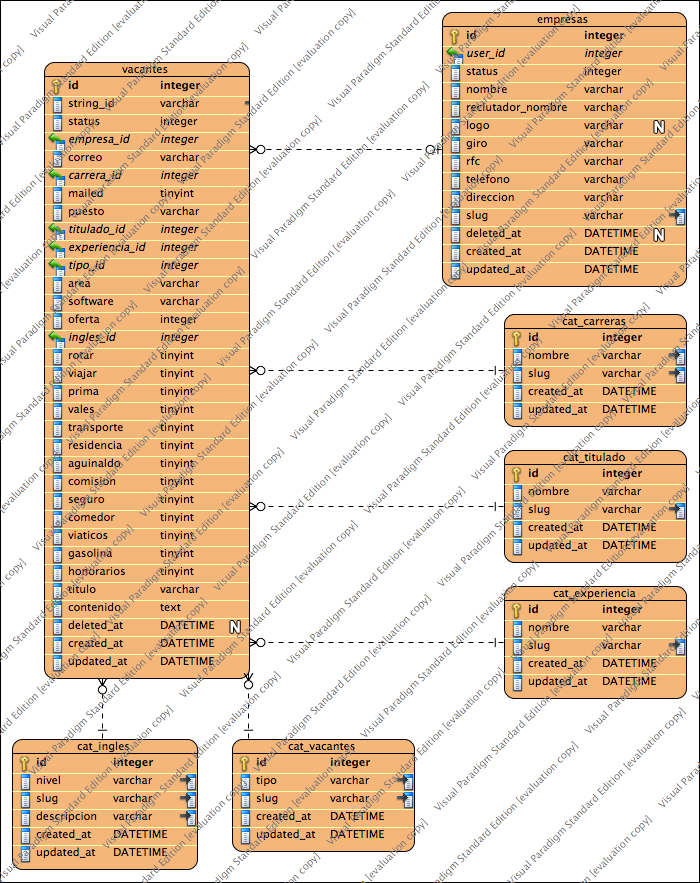 vacantes
id integer
string_id varchar
status integer
empresa_id integer
correo varchar
carrera_id integer
mailed tinyint
puesto varchar
titulado_id integer
experiencia_id integer
tipo_id integer
area varchar
software varchar
oferta integer
ingles_id integer
rotar tinyint
viajar tinyint
prima tinyint
vales tinyint
transporte tinyint
residencia tinyint
aguinaldo tinyint
comision tinyint
seguro tinyint
comedor tinyint
viaticos tinyint
gasolina tinyint
honorarios tinyint
titulo varchar
contenido text
deleted_at DATETIME N
created_at DATETIME
updated_at DATETIME
empresas
id integer
user_id integer
status integer
nombre varchar
reclutador_nombre varchar
logo varchar N
giro varchar
rfc varchar
telefono varchar
direccion varchar
slug varchar
deleted_at DATETIME N
created_at DATETIME
updated_at DATETIME
cat_carreras
id integer
nombre varchar
slug varchar
created_at DATETIME
updated_at DATETIME
cat_titulado
id integer
nombre varchar
slug varchar
created_at DATETIME
updated_at DATETIME
cat_experiencia
id integer
nombre varchar
slug varchar
created_at DATETIME
updated_at DATETIME
cat_ingles
id integer
nivel varchar
slug varchar
descripcion varchar
created_at DATETIME
updated_at DATETIME
cat_vacantes
id integer
tipo varchar
slug varchar
created_at DATETIME
updated_at DATETIME
Visual Paradigm Standard Edition [evaluation copy]